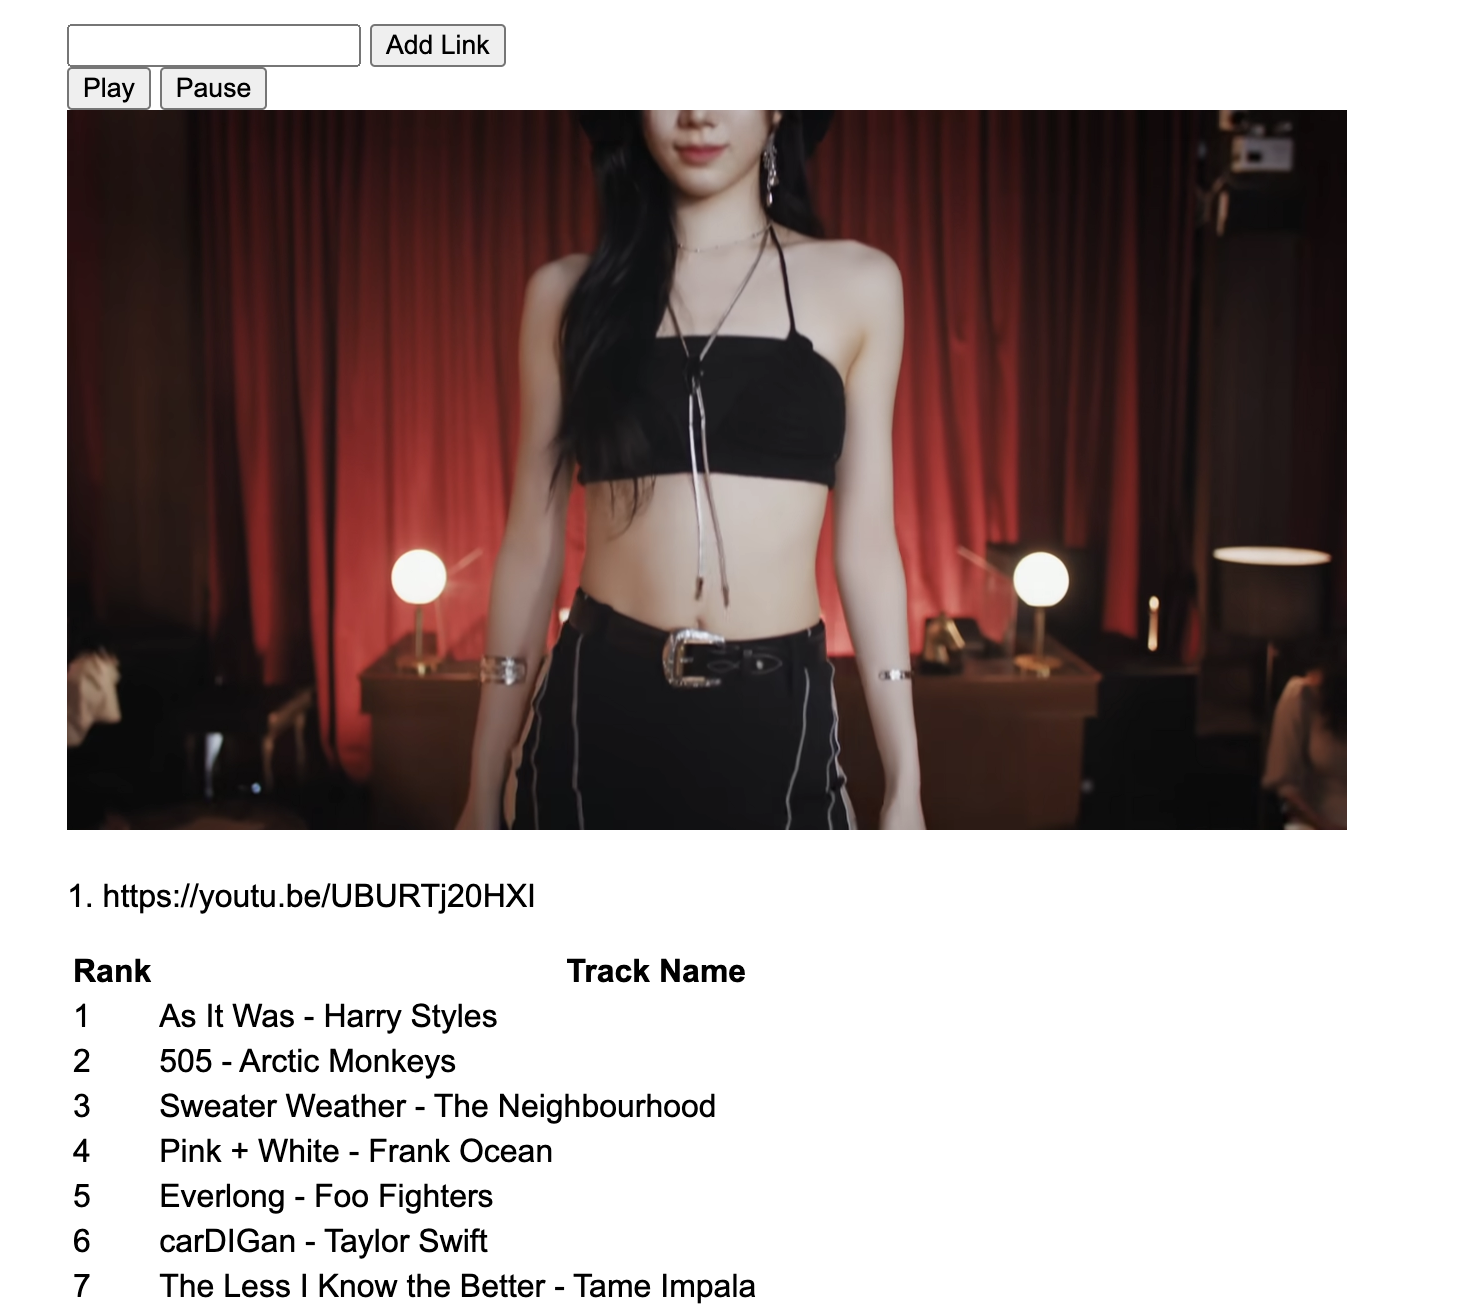 Add Link
Play Pause
1. https://youtu.be/UBURTj20HXI
Rank Track Name
1 As It Was - Harry Styles
2 505 - Arctic Monkeys
3 Sweater Weather - The Neighbourhood
4 Pink + White - Frank Ocean
5 Everlong - Foo Fighters
6 carDIGan - Taylor Swift
7 The Less I Know the Better - Tame Impala